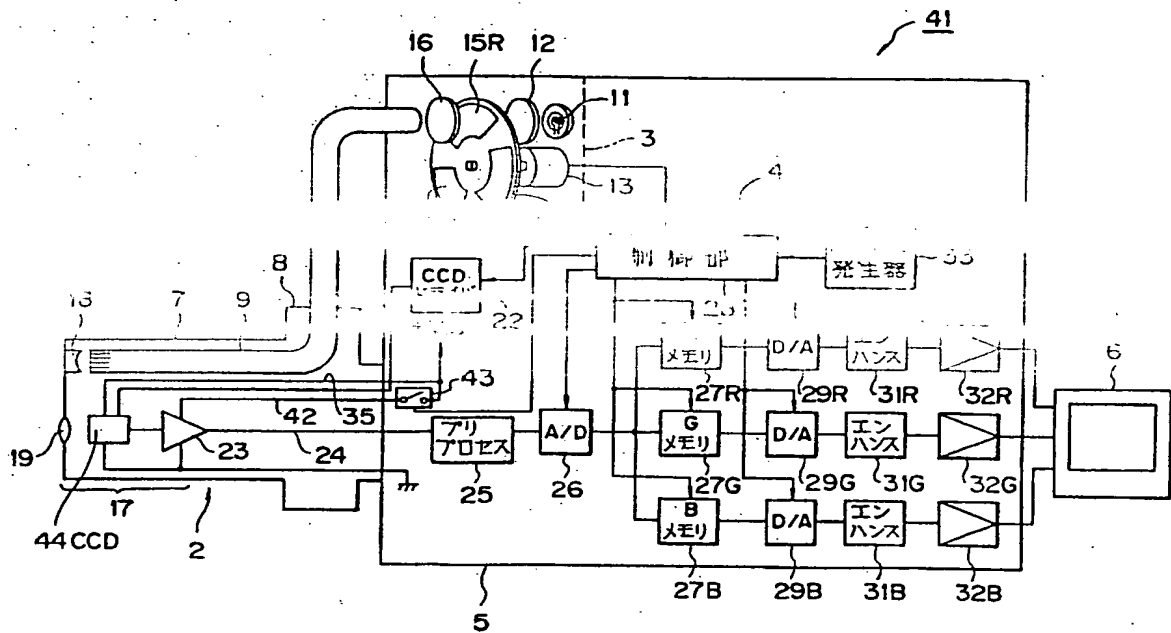 41
16 15R 12
11
3
13
4
制御部
発生器
33
8
CCD
22
7 9
6
メモリ
D/A
エン
ハンス
27R 29R 31R 32R
43
42 35
19
23
24
プリ
プロセス
25
A/D
26
G
メモリ
27G
D/A
29G
エン
ハンス
31G
32G
17
2
44 CCD
5
B
メモリ
27B
D/A
29B
エン
ハンス
31B
32B